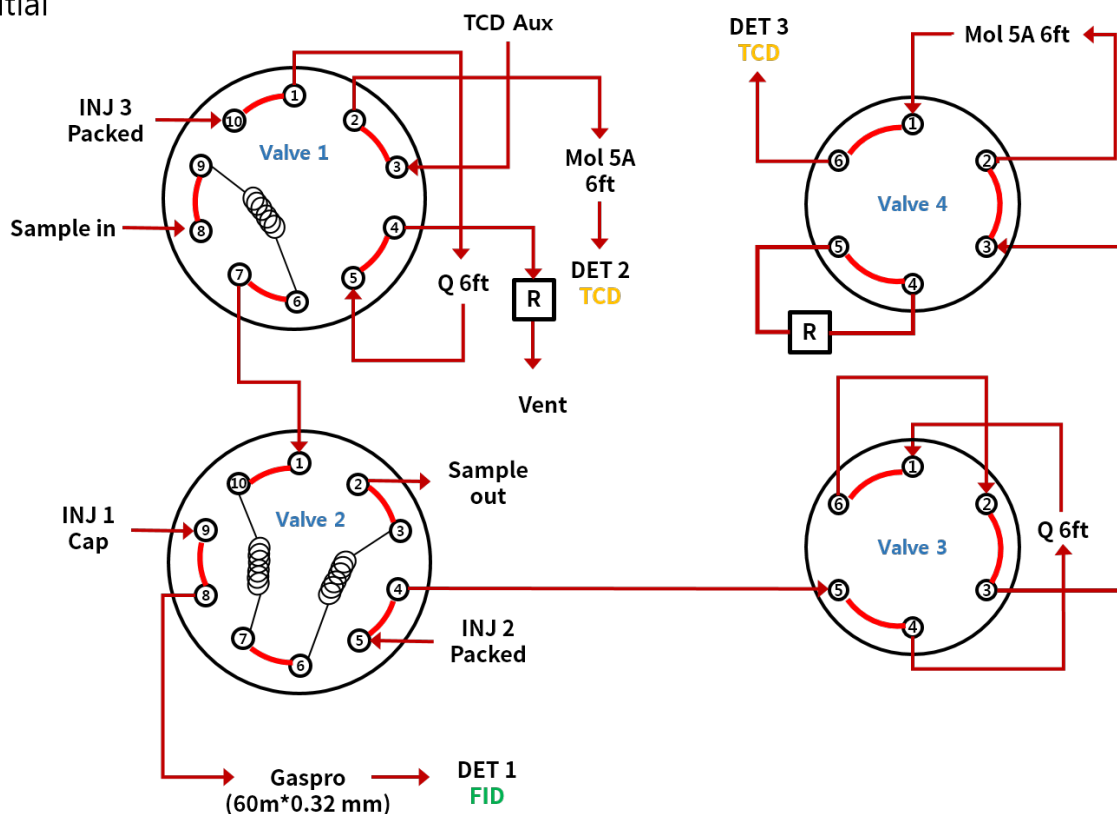 TCD Aux
INJ 3
Packed
1
10
2
Valve 1
9
3
Sample in
8
4
7
5
6
Q 6ft
R
Vent
Mol 5A
6ft
DET 2
TCD
DET 3
TCD
Mol 5A 6ft
1
6
2
Valve 4
5
3
4
R
INJ 1
Cap
1
10
2
Sample
out
Valve 2
9
3
8
4
7
5
6
INJ 2
Packed
Gaspro
(60m*0.32 mm)
DET 1
FID
1
6
2
Valve 3
Q 6ft
5
3
4